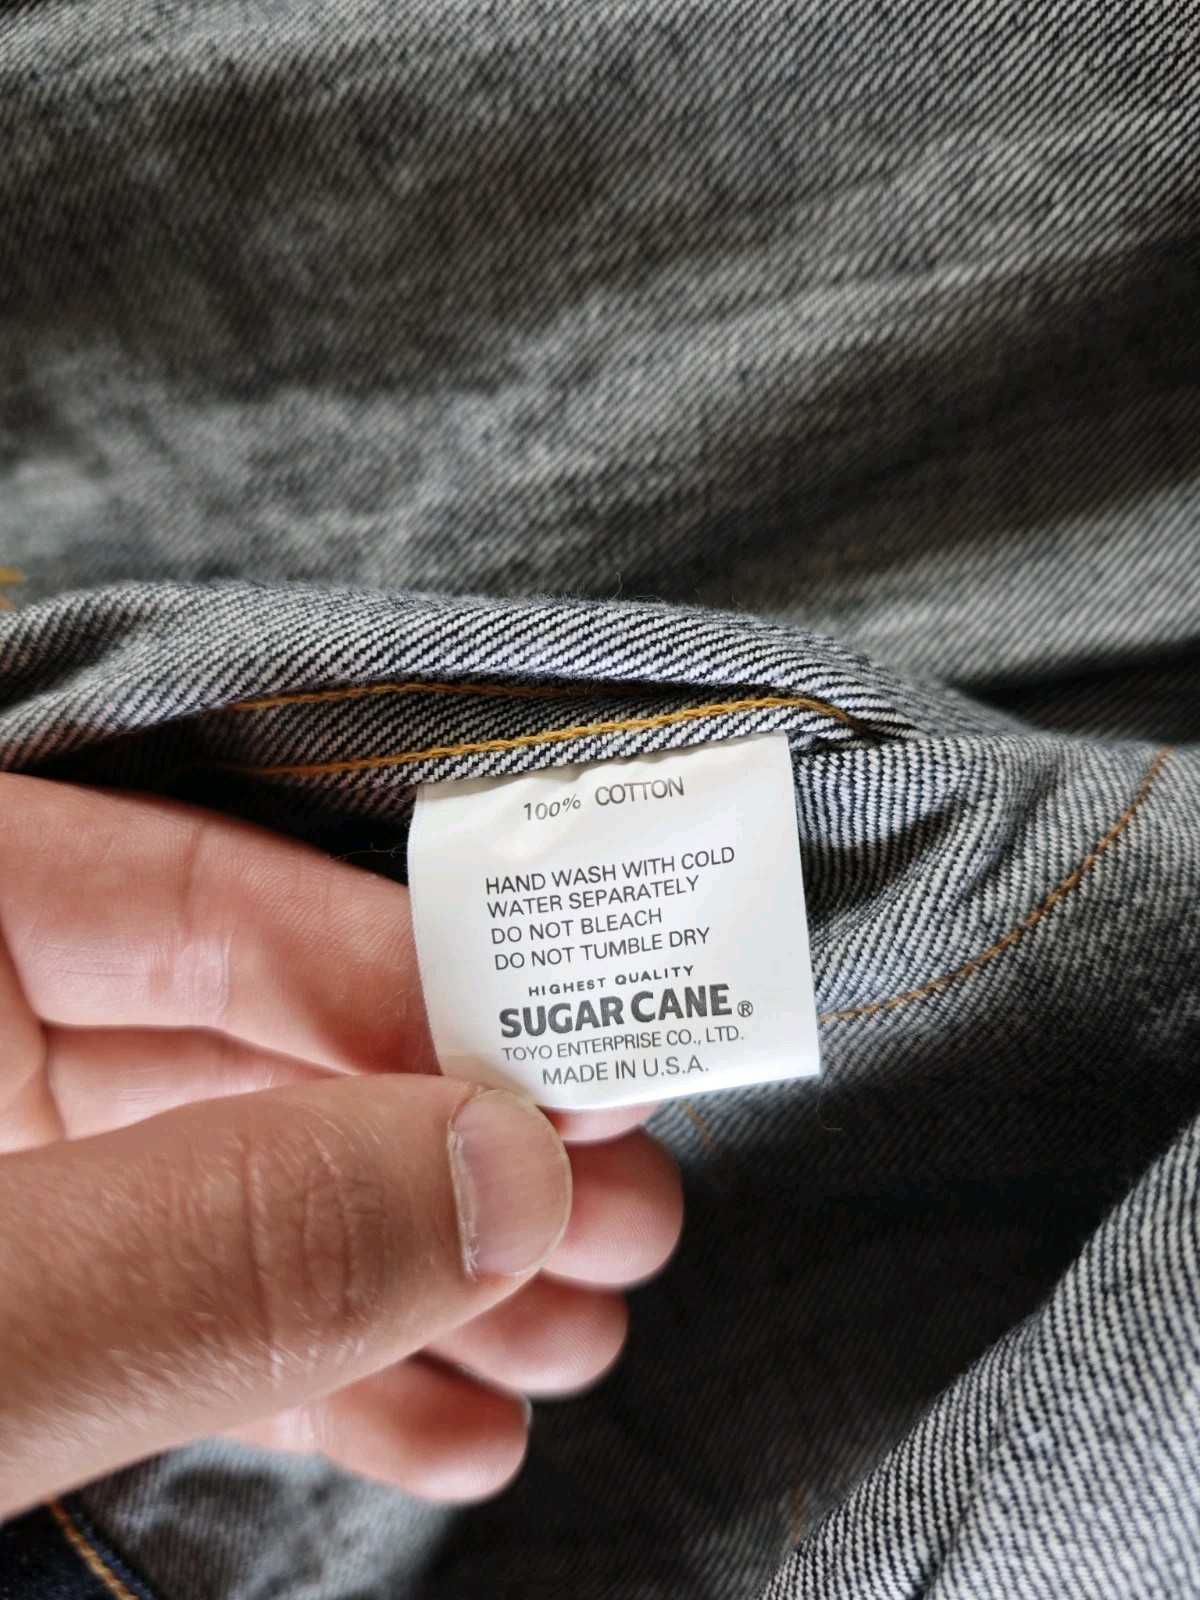 100% COTTON
HAND WASH WITH COLD
WATER SEPARATELY
DO NOT BLEACH
DO NOT TUMBLE DRY
HIGHEST QUALITY
SUGAR CANE®
TOYO ENTERPRISE CO., LTD.
MADE IN U.S.A.